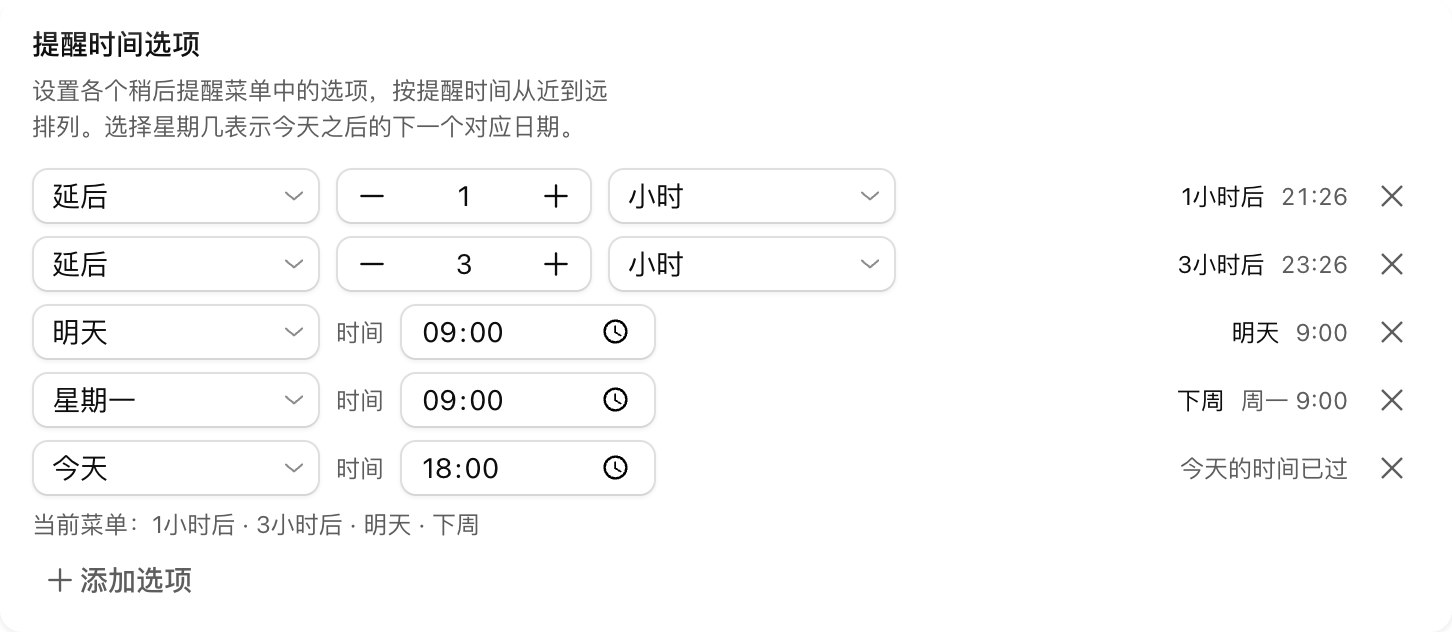 提醒时间选项
设置各个稍后提醒菜单中的选项，按提醒时间从近到远
排列。选择星期几表示今天之后的下一个对应日期。
延后 1 小时 1小时后 21:26
延后 3 小时 3小时后 23:26
明天 时间 09:00 明天 9:00
星期一 时间 09:00 下周 周一 9:00
今天 时间 18:00 今天的时间已过
当前菜单：1小时后 · 3小时后 · 明天 · 下周
添加选项